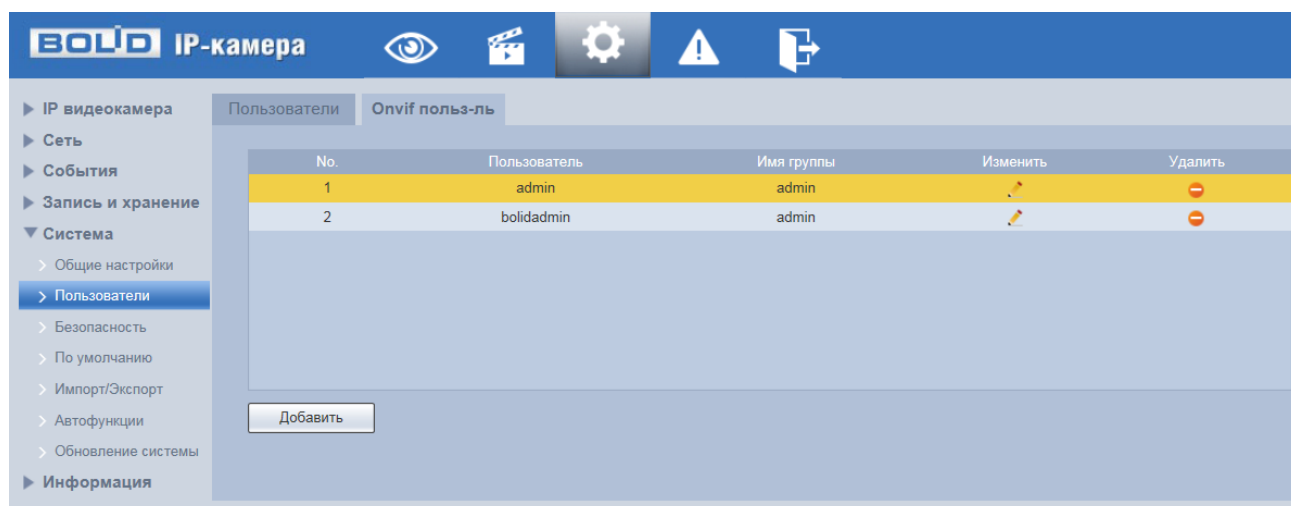 BOLID IP-камера
IP видеокамера
Сеть
События
Запись и хранение
Система
Общие настройки
Пользователи
Безопасность
По умолчанию
Импорт/Экспорт
Автофункции
Обновление системы
Информация
Пользователи Onvif польз-ль
No. Пользователь Имя группы Изменить Удалить
1 admin admin
2 bolidadmin admin
Добавить